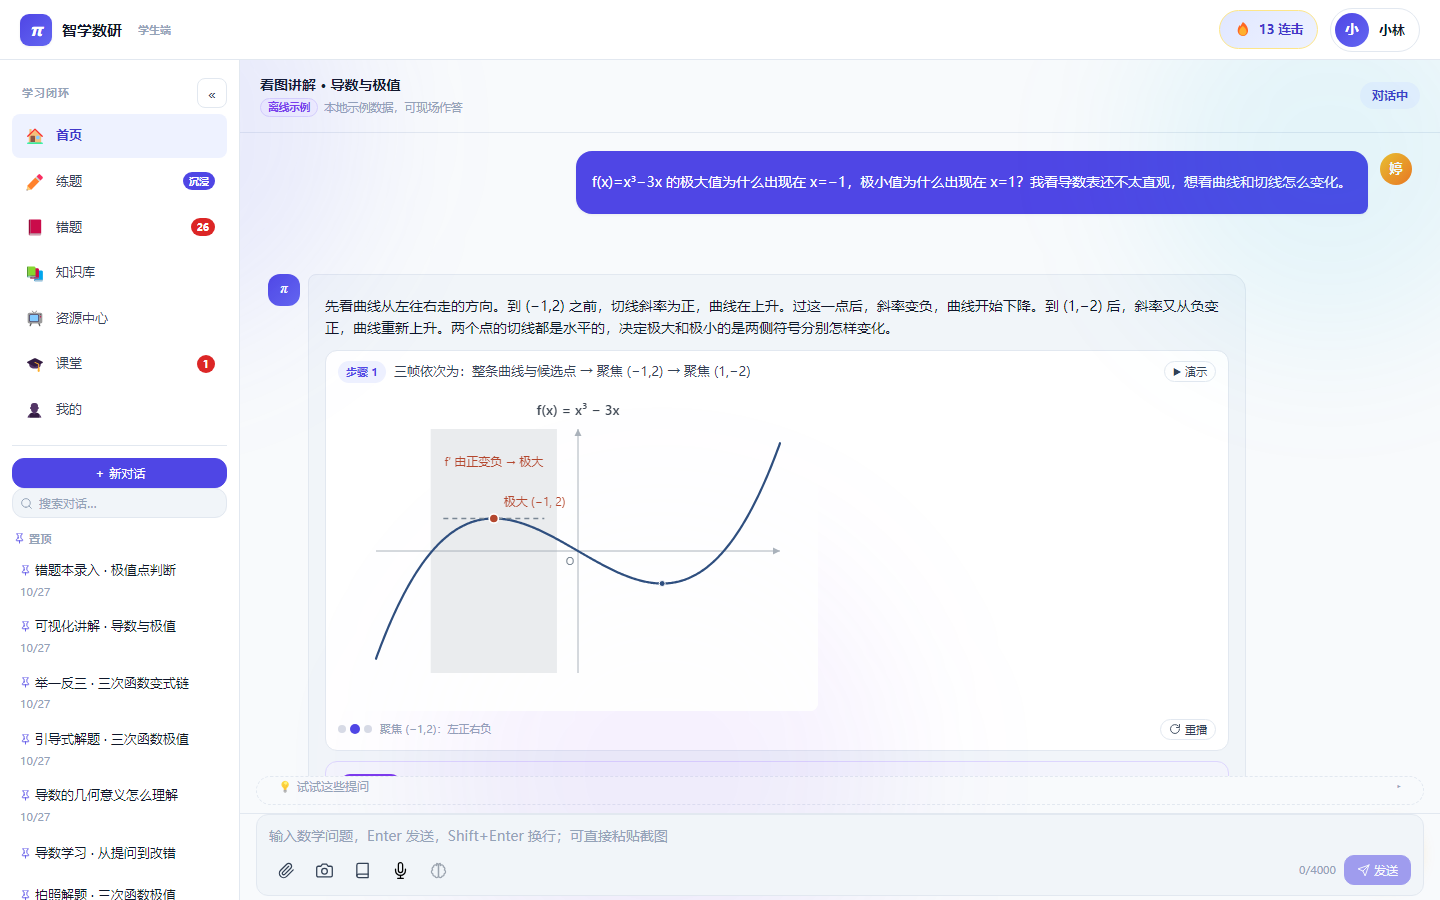 π 智学数研 学生端
13 连击
小 小林
学习闭环 «
首页
练题 沉浸
错题 26
知识库
资源中心
课堂 1
我的
+ 新对话
搜索对话...
置顶
错题本录入 · 极值点判断
10/27
可视化讲解 · 导数与极值
10/27
举一反三 · 三次函数变式链
10/27
引导式解题 · 三次函数极值
10/27
导数的几何意义怎么理解
10/27
导数学习 · 从提问到改错
拍照解题 · 三次函数极值
看图讲解 • 导数与极值
离线示例 本地示例数据，可现场作答
对话中
f(x)=x³−3x 的极大值为什么出现在 x=−1，极小值为什么出现在 x=1？我看导数表还不太直观，想看曲线和切线怎么变化。
婷
π
先看曲线从左往右走的方向。到 (−1,2) 之前，切线斜率为正，曲线在上升。过这一点后，斜率变负，曲线开始下降。到 (1,−2) 后，斜率又从负变
正，曲线重新上升。两个点的切线都是水平的，决定极大和极小的是两侧符号分别怎样变化。
步骤 1 三帧依次为：整条曲线与候选点 → 聚焦 (−1,2) → 聚焦 (1,−2)
▶ 演示
f(x) = x³ − 3x
f′ 由正变负 → 极大
极大 (−1, 2)
O
聚焦 (−1,2)：左正右负
重播
试试这些提问
输入数学问题，Enter 发送，Shift+Enter 换行；可直接粘贴截图
0/4000
发送